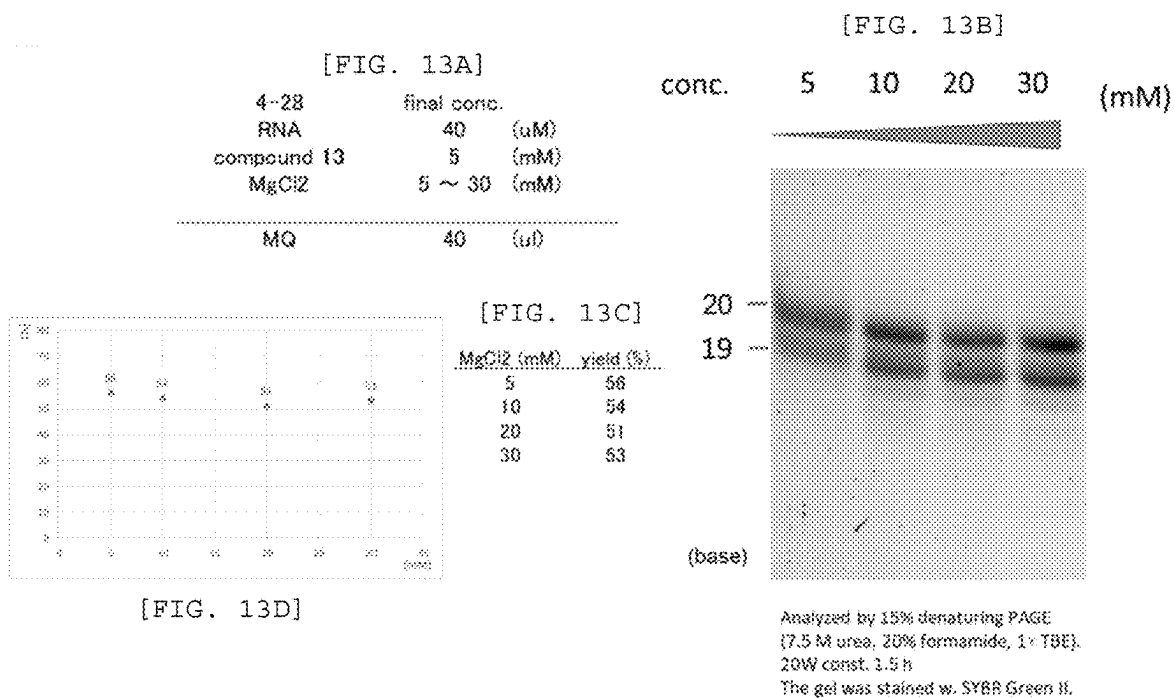 [FIG. 13A]
4-28 final conc.
RNA 40 (uM)
compound 13 5 (mM)
MgCl2 5 ~ 30 (mM)
MQ 40 (ul)
[FIG. 13B]
conc. 5 10 20 30 (mM)
20
19
(base)
Analyzed by 15% denaturing PAGE
(7.5 M urea, 20% formamide, 1× TBE).
20W const. 1.5 h
The gel was stained w. SYBR Green II.
[FIG. 13C]
MgCl2 (mM) yield (%)
5 56
10 54
20 51
30 53
[FIG. 13D]